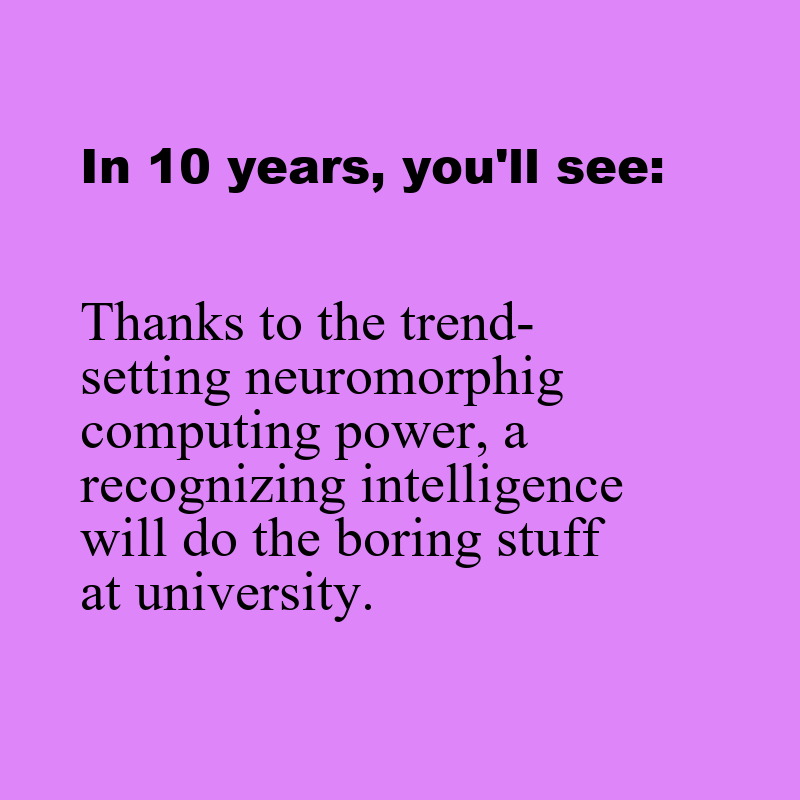 In 10 years, you'll see:
Thanks to the trend-
setting neuromorphig
computing power, a
recognizing intelligence
will do the boring stuff
at university.